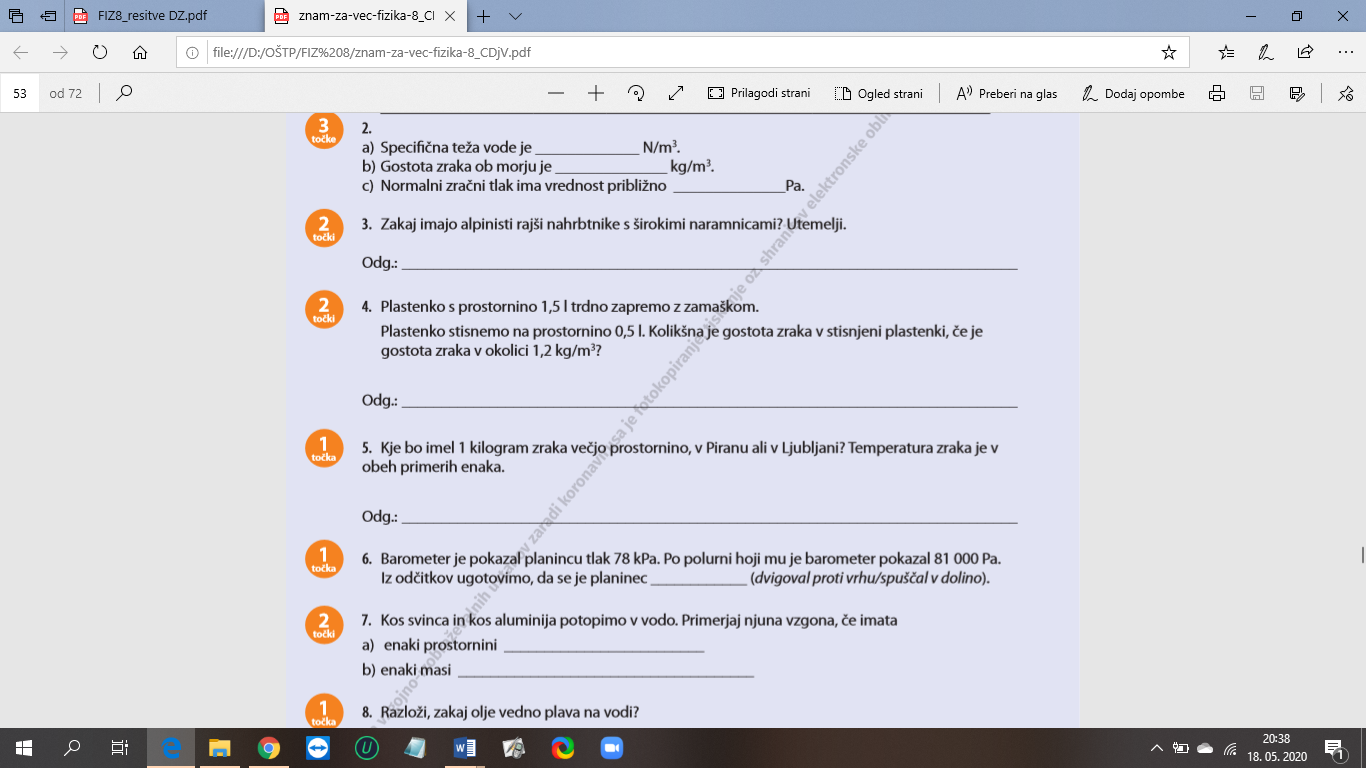 FIZ8_resitve DZ.pdf
znam-za-vec-fizika-8_CD
file:///D:/OŠTP/FIZ%208/znam-za-vec-fizika-8_CDjV.pdf
53 od 72
Prilagodi strani
Ogled strani
Preberi na glas
Dodaj opombe
3 točke
2.
a) Specifična teža vode je ____________ N/m³.
b) Gostota zraka ob morju je ____________ kg/m³.
c) Normalni zračni tlak ima vrednost približno ____________Pa.
2 točki
3. Zakaj imajo alpinisti rajši nahrbtnike s širokimi naramnicami? Utemelji.
Odg.: ____________
2 točki
4. Plastenko s prostornino 1,5 l trdno zapremo z zamaškom.
Plastenko stisnemo na prostornino 0,5 l. Kolikšna je gostota zraka v stisnjeni plastenki, če je
gostota zraka v okolici 1,2 kg/m³?
Odg.: ____________
1 točka
5. Kje bo imel 1 kilogram zraka večjo prostornino, v Piranu ali v Ljubljani? Temperatura zraka je v
obeh primerih enaka.
Odg.: ____________
1 točka
6. Barometer je pokazal planincu tlak 78 kPa. Po polurni hoji mu je barometer pokazal 81 000 Pa.
Iz odčitkov ugotovimo, da se je planinec ____________ (dvigoval proti vrhu/spuščal v dolino).
2 točki
7. Kos svinca in kos aluminija potopimo v vodo. Primerjaj njuna vzgona, če imata
a) enaki prostornini ____________
b) enaki masi ____________
1 točka
8. Razloži, zakaj olje vedno plava na vodi?
20:38
18. 05. 2020
1